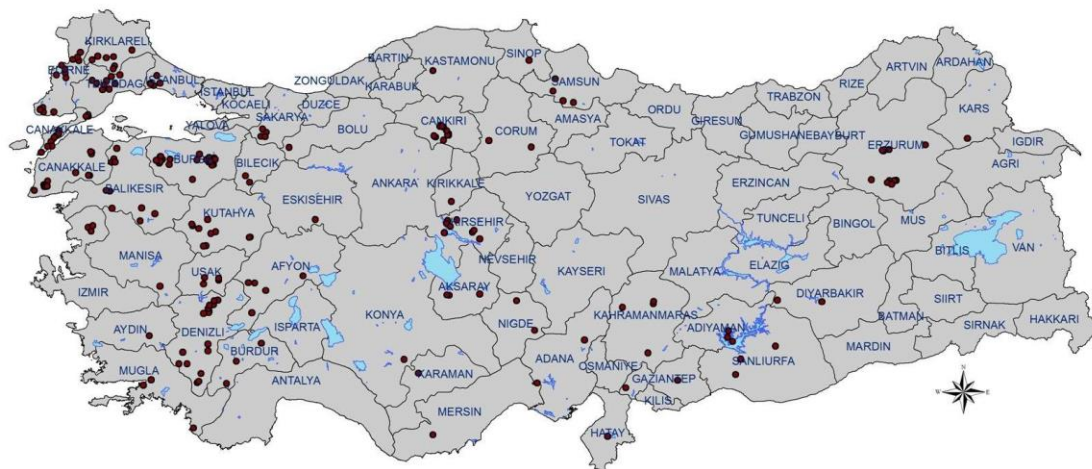 KIRKLARELI
SINOP
BARTIN
KASTAMONU
ARTVIN
ARDAHAN
ISTANBUL
ZONGULDAK
KARABUK
SAMSUN
RIZE
ISTANBUL
TRABZON
ORDU
KOCAELI
DUZCE
KARS
SAKARYA
GIRESUN
CANAKKALE
YALOVA
BOLU
CANKIRI
CORUM
AMASYA
GUMUSHANE
BAYBURT
ERZURUM
IGDIR
TOKAT
CANAKKALE
BILECIK
AGRI
ANKARA
KIRIKKALE
ERZINCAN
BALIKESIR
ESKISEHIR
YOZGAT
SIVAS
KUTAHYA
TUNCELI
BINGOL
MUS
MANISA
NEVSEHIR
BITLIS
VAN
USAK
AFYON
KAYSERI
MALATYA
ELAZIG
IZMIR
AKSARAY
DIYARBAKIR
SIIRT
KONYA
KAHRAMANMARAS
BATMAN
SIRNAK
HAKKARI
AYDIN
DENIZLI
ISPARTA
NIGDE
ADIYAMAN
BURDUR
MARDIN
MUGLA
ADANA
OSMANIYE
SANLIURFA
KARAMAN
ANTALYA
GAZIANTEP
KILIS
MERSIN
HATAY
N
W E
S